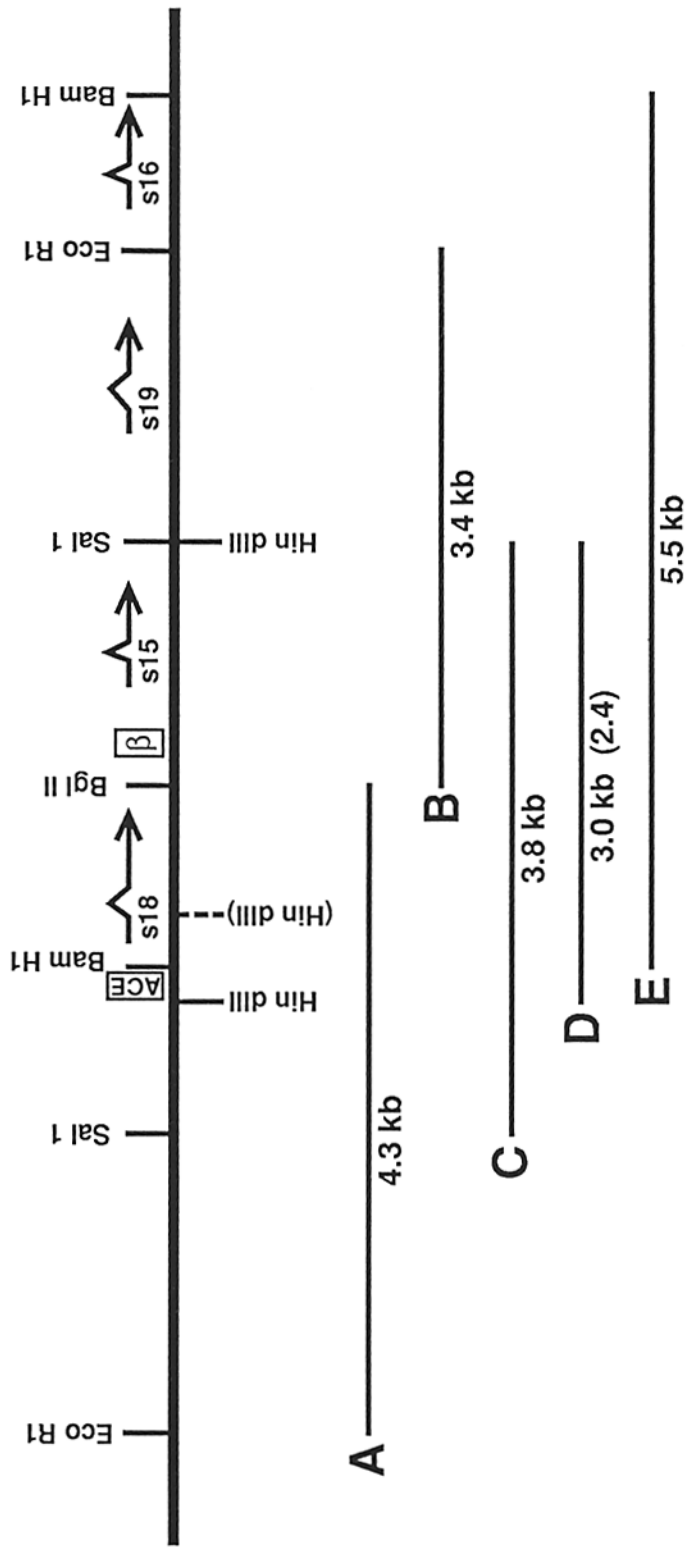 Eco R1
Sal 1
Bam H1
Bgl II
Sal 1
Eco R1
Bam H1
ACE
β
s18
s15
s19
s16
Hin dIII
(Hin dIII)
Hin dIII
A
4.3 kb
B
3.4 kb
C
3.8 kb
D
3.0 kb (2.4)
E
5.5 kb